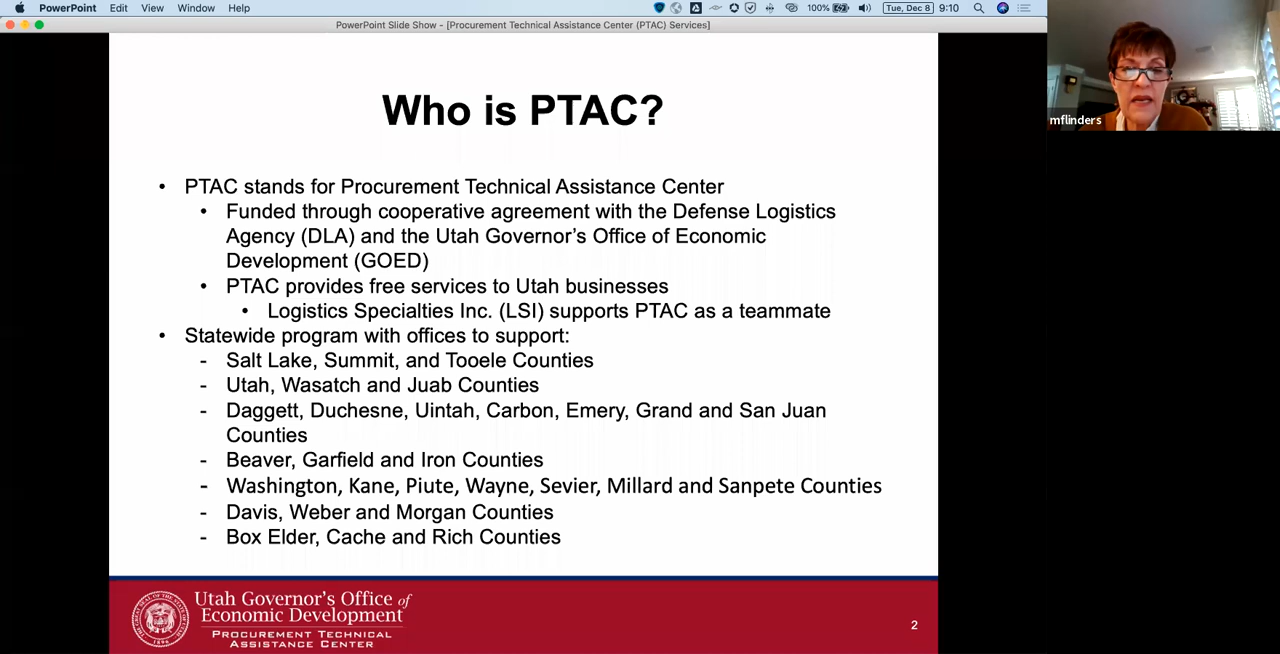 PowerPoint Edit View Window Help 100% Tue, Dec 8 9:10
PowerPoint Slide Show - [Procurement Technical Assistance Center (PTAC) Services]
mflinders
Who is PTAC?
• PTAC stands for Procurement Technical Assistance Center
• Funded through cooperative agreement with the Defense Logistics
Agency (DLA) and the Utah Governor’s Office of Economic
Development (GOED)
• PTAC provides free services to Utah businesses
• Logistics Specialties Inc. (LSI) supports PTAC as a teammate
• Statewide program with offices to support:
- Salt Lake, Summit, and Tooele Counties
- Utah, Wasatch and Juab Counties
- Daggett, Duchesne, Uintah, Carbon, Emery, Grand and San Juan
Counties
- Beaver, Garfield and Iron Counties
- Washington, Kane, Piute, Wayne, Sevier, Millard and Sanpete Counties
- Davis, Weber and Morgan Counties
- Box Elder, Cache and Rich Counties
Utah Governor’s Office of
Economic Development
PROCUREMENT TECHNICAL
ASSISTANCE CENTER
2